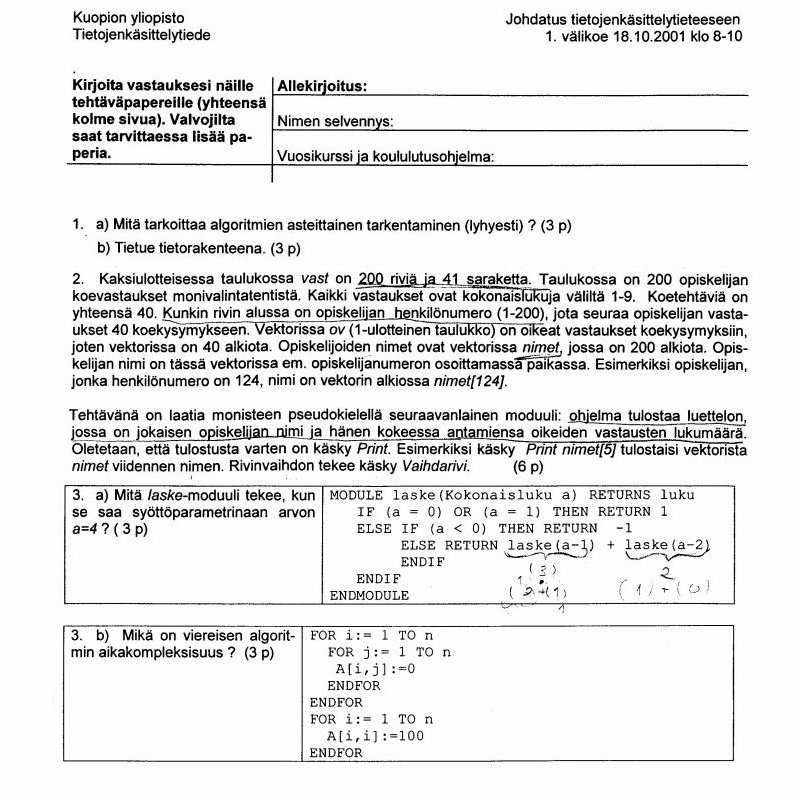 Kuopion yliopisto
Tietojenkäsittelytiede
Johdatus tietojenkäsittelytieteeseen
1. välikoe 18.10.2001 klo 8-10
Kirjoita vastauksesi näille
tehtäväpapereille (yhteensä
kolme sivua). Valvojilta
saat tarvittaessa lisää pa-
peria.
Allekirjoitus:
Nimen selvennys:
Vuosikurssi ja koululutusohjelma:
1. a) Mitä tarkoittaa algoritmien asteittainen tarkentaminen (lyhyesti) ? (3 p)
b) Tietue tietorakenteena. (3 p)
2. Kaksiulotteisessa taulukossa vast on 200 riviä ja 41 saraketta. Taulukossa on 200 opiskelijan
koevastaukset monivalintatentistä. Kaikki vastaukset ovat kokonaislukuja väliltä 1-9. Koetehtäviä on
yhteensä 40. Kunkin rivin alussa on opiskelijan henkilönumero (1-200), jota seuraa opiskelijan vasta-
ukset 40 koekysymykseen. Vektorissa ov (1-ulotteinen taulukko) on oikeat vastaukset koekysymyksiin,
joten vektorissa on 40 alkiota. Opiskelijoiden nimet ovat vektorissa nimet, jossa on 200 alkiota. Opis-
kelijan nimi on tässä vektorissa em. opiskelijanumeron osoittamassa paikassa. Esimerkiksi opiskelijan,
jonka henkilönumero on 124, nimi on vektorin alkiossa nimet[124].
Tehtävänä on laatia monisteen pseudokielellä seuraavanlainen moduuli: ohjelma tulostaa luettelon,
jossa on jokaisen opiskelijan nimi ja hänen kokeessa antamiensa oikeiden vastausten lukumäärä.
Oletetaan, että tulostusta varten on käsky Print. Esimerkiksi käsky Print nimet[5] tulostaisi vektorista
nimet viidennen nimen. Rivinvaihdon tekee käsky Vaihdarivi. (6 p)
3. a) Mitä laske-moduuli tekee, kun
se saa syöttöparametrinaan arvon
a=4 ? ( 3 p)
MODULE laske(Kokonaisluku a) RETURNS luku
IF (a = 0) OR (a = 1) THEN RETURN 1
ELSE IF (a < 0) THEN RETURN -1
ELSE RETURN laske(a-1) + laske(a-2)
ENDIF
(3) 2
ENDIF
(2+(1) (1)+(0)
ENDMODULE
1
3. b) Mikä on viereisen algorit-
min aikakompleksisuus ? (3 p)
FOR i:= 1 TO n
FOR j:= 1 TO n
A[i,j]:=0
ENDFOR
ENDFOR
FOR i:= 1 TO n
A[i,i]:=100
ENDFOR